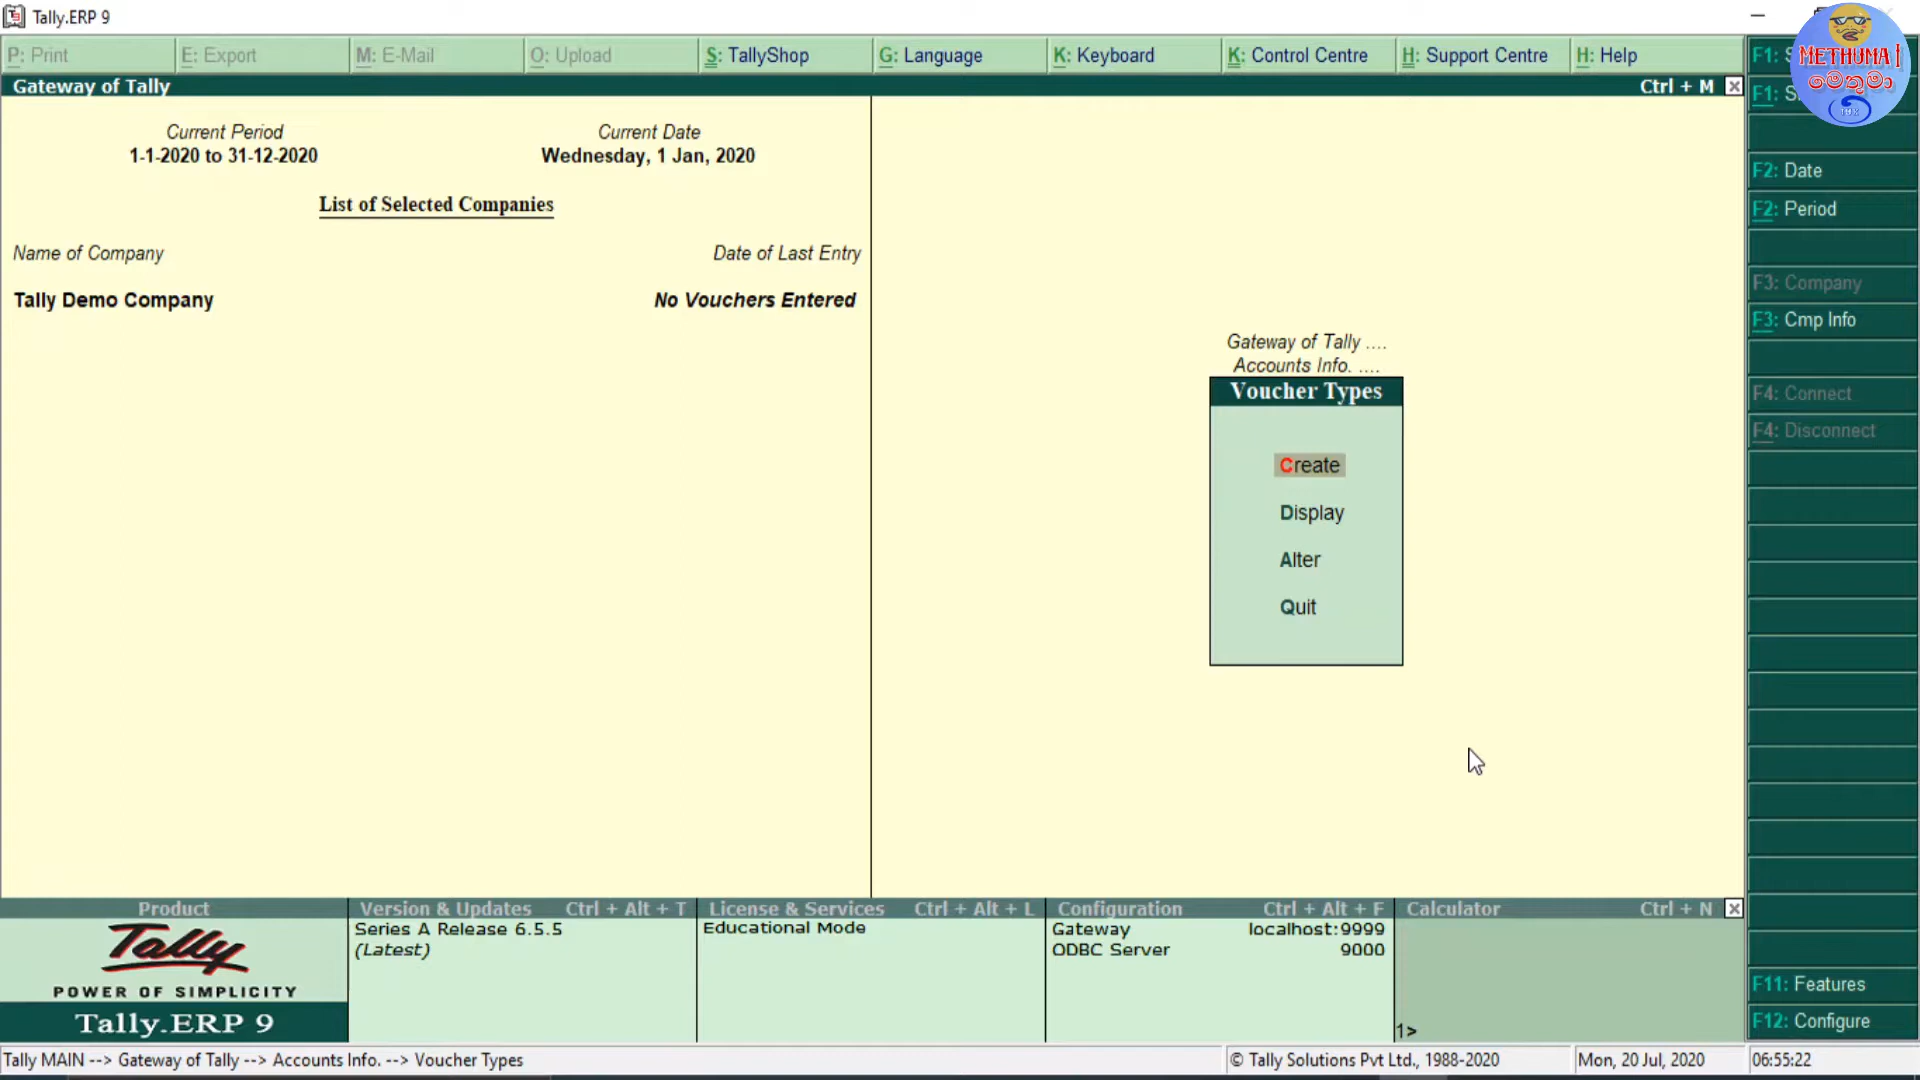 Tally.ERP 9
P: Print
E: Export
M: E-Mail
O: Upload
S: TallyShop
G: Language
K: Keyboard
K: Control Centre
H: Support Centre
H: Help
Gateway of Tally
Ctrl + M
Current Period
1-1-2020 to 31-12-2020
Current Date
Wednesday, 1 Jan, 2020
List of Selected Companies
Name of Company
Date of Last Entry
Tally Demo Company
No Vouchers Entered
Gateway of Tally ....
Accounts Info. ....
Voucher Types
Create
Display
Alter
Quit
F1: S
F1: S
METHUMA
මෙතුමා
F2: Date
F2: Period
F3: Company
F3: Cmp Info
F4: Connect
F4: Disconnect
F11: Features
F12: Configure
Product
Tally
POWER OF SIMPLICITY
Tally.ERP 9
Version & Updates Ctrl + Alt + T
Series A Release 6.5.5
(Latest)
License & Services Ctrl + Alt + L
Educational Mode
Configuration Ctrl + Alt + F
Gateway localhost:9999
ODBC Server 9000
Calculator Ctrl + N
1>
Tally MAIN --> Gateway of Tally --> Accounts Info. --> Voucher Types
© Tally Solutions Pvt Ltd., 1988-2020
Mon, 20 Jul, 2020
06:55:22